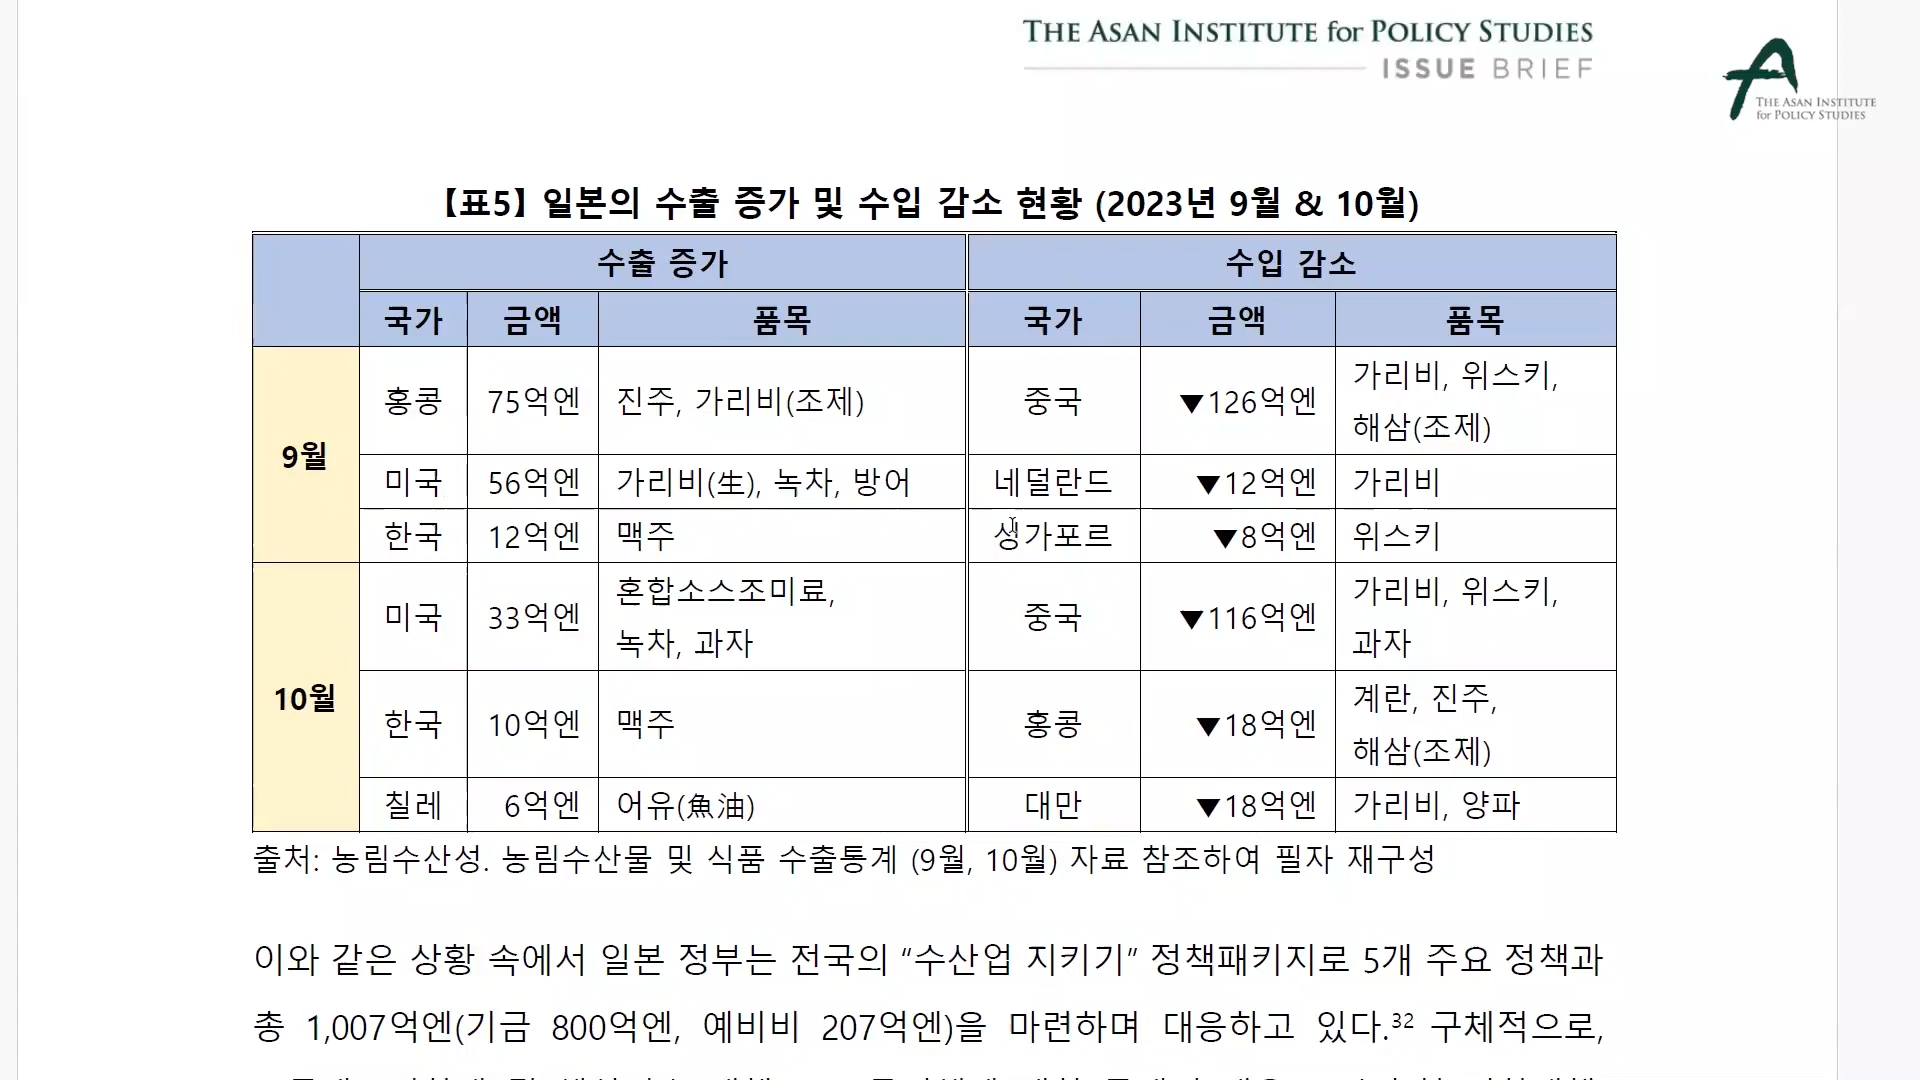 THE ASAN INSTITUTE for POLICY STUDIES
ISSUE BRIEF
THE ASAN INSTITUTE
for POLICY STUDIES
【표5】 일본의 수출 증가 및 수입 감소 현황 (2023년 9월 & 10월)
수출 증가 수입 감소
국가 금액 품목 국가 금액 품목
9월
홍콩 75억엔 진주, 가리비(조제) 중국 ▼126억엔 가리비, 위스키,
해삼(조제)
미국 56억엔 가리비(生), 녹차, 방어 네덜란드 ▼12억엔 가리비
한국 12억엔 맥주 싱가포르 ▼8억엔 위스키
10월
미국 33억엔 혼합소스조미료, 중국 ▼116억엔 가리비, 위스키,
녹차, 과자 과자
한국 10억엔 맥주 홍콩 ▼18억엔 계란, 진주,
해삼(조제)
칠레 6억엔 어유(魚油) 대만 ▼18억엔 가리비, 양파
출처: 농림수산성. 농림수산물 및 식품 수출통계 (9월, 10월) 자료 참조하여 필자 재구성
이와 같은 상황 속에서 일본 정부는 전국의 “수산업 지키기” 정책패키지로 5개 주요 정책과
총 1,007억엔(기금 800억엔, 예비비 207억엔)을 마련하며 대응하고 있다.32 구체적으로,